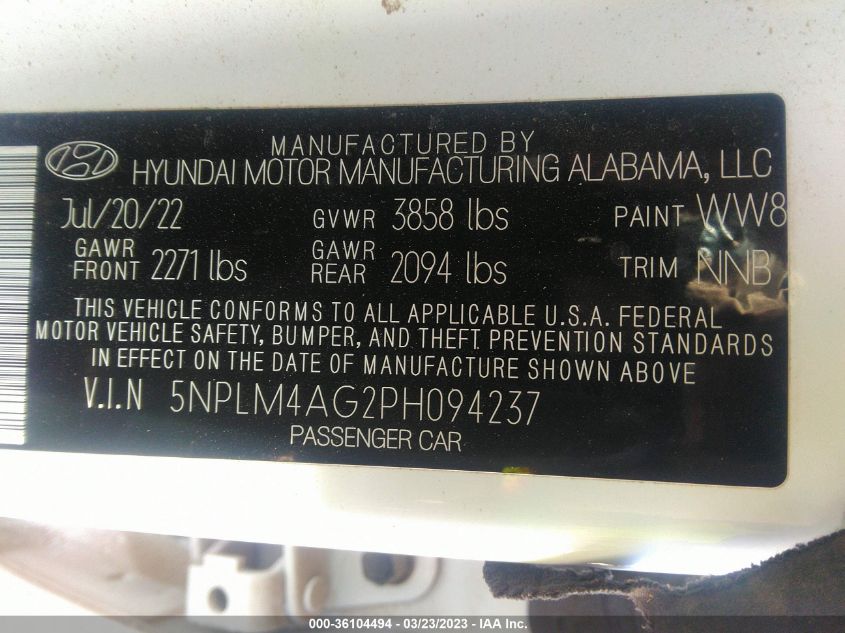 MANUFACTURED BY
HYUNDAI MOTOR MANUFACTURING ALABAMA, LLC
Jul/20/22 GVWR 3858 lbs PAINT WW8
GAWR FRONT 2271 lbs GAWR REAR 2094 lbs TRIM NNB
THIS VEHICLE CONFORMS TO ALL APPLICABLE U.S.A. FEDERAL
MOTOR VEHICLE SAFETY, BUMPER, AND THEFT PREVENTION STANDARDS
IN EFFECT ON THE DATE OF MANUFACTURE SHOWN ABOVE
V.I.N 5NPLM4AG2PH094237
PASSENGER CAR
000-36104494 - 03/23/2023 - IAA Inc.